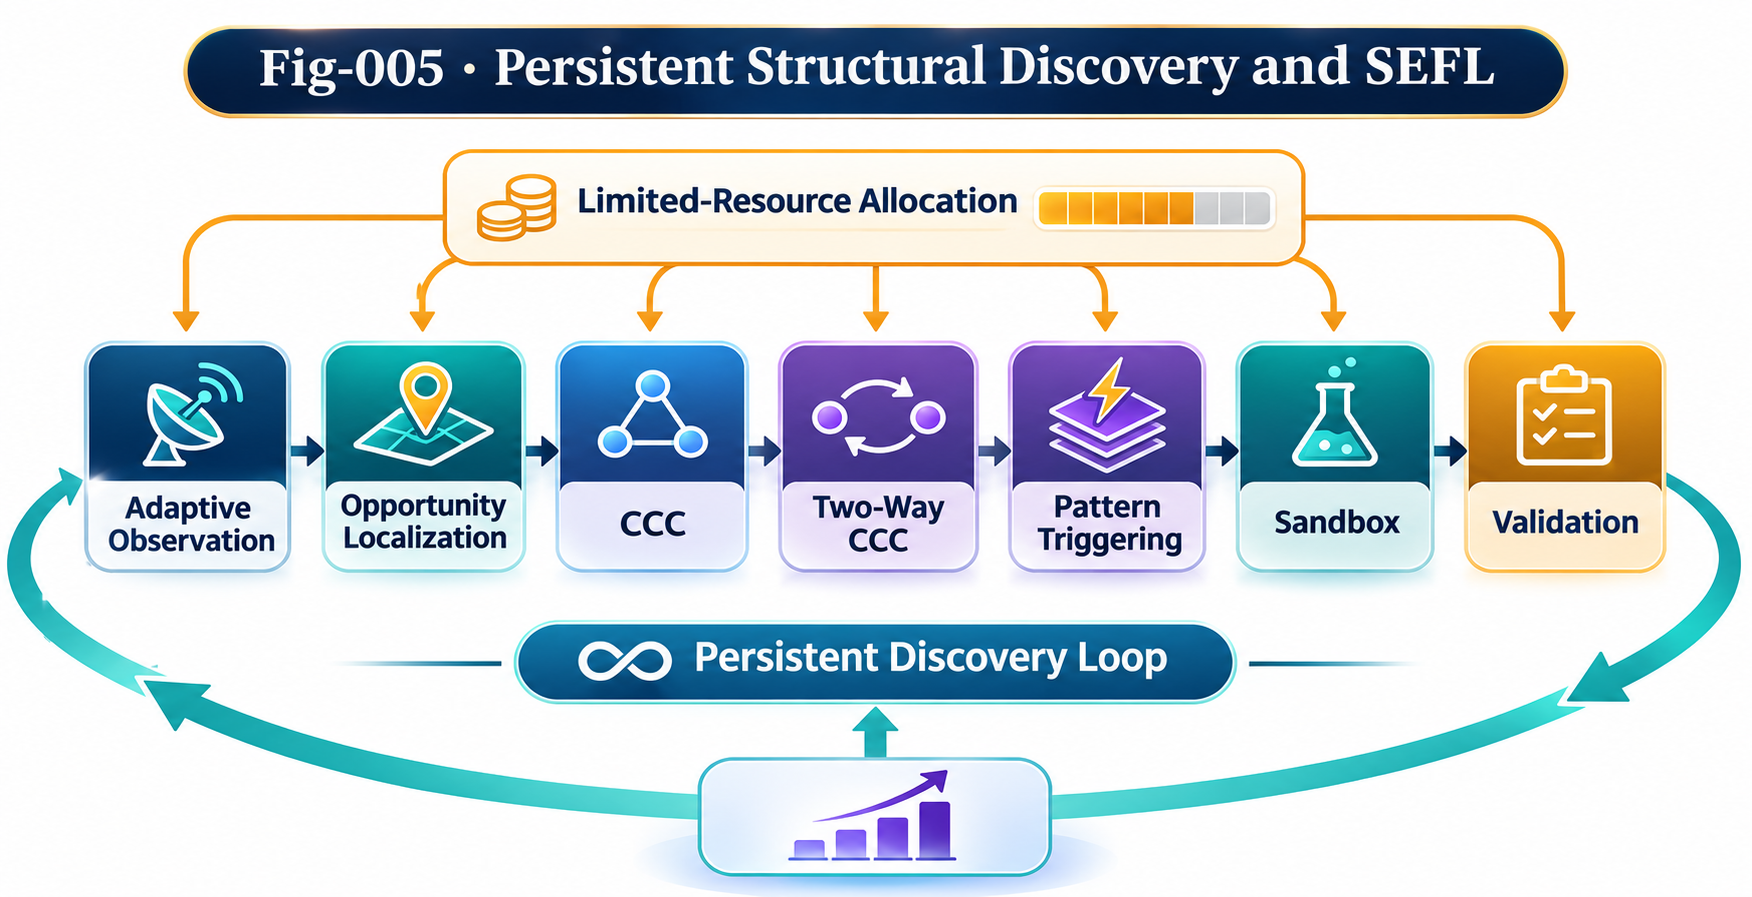 Fig-005 · Persistent Structural Discovery and SEFL
Limited-Resource Allocation
Adaptive
Observation
Opportunity
Localization
CCC
Two-Way
CCC
Pattern
Triggering
Sandbox
Validation
Persistent Discovery Loop